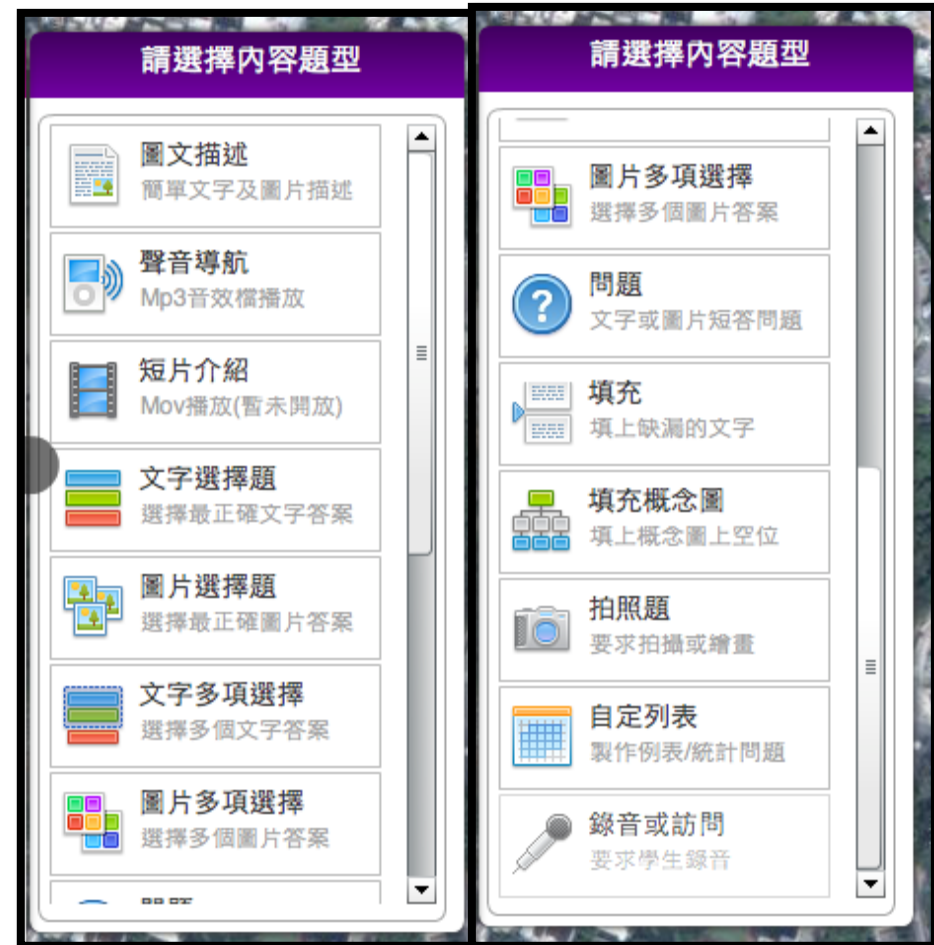 請選擇內容題型
圖文描述
簡單文字及圖片描述
聲音導航
Mp3音效檔播放
短片介紹
Mov播放(暫未開放)
文字選擇題
選擇最正確文字答案
圖片選擇題
選擇最正確圖片答案
文字多項選擇
選擇多個文字答案
圖片多項選擇
選擇多個圖片答案
請選擇內容題型
圖片多項選擇
選擇多個圖片答案
問題
文字或圖片短答問題
填充
填上缺漏的文字
填充概念圖
填上概念圖上空位
拍照題
要求拍攝或繪畫
自定列表
製作例表/統計問題
錄音或訪問
要求學生錄音